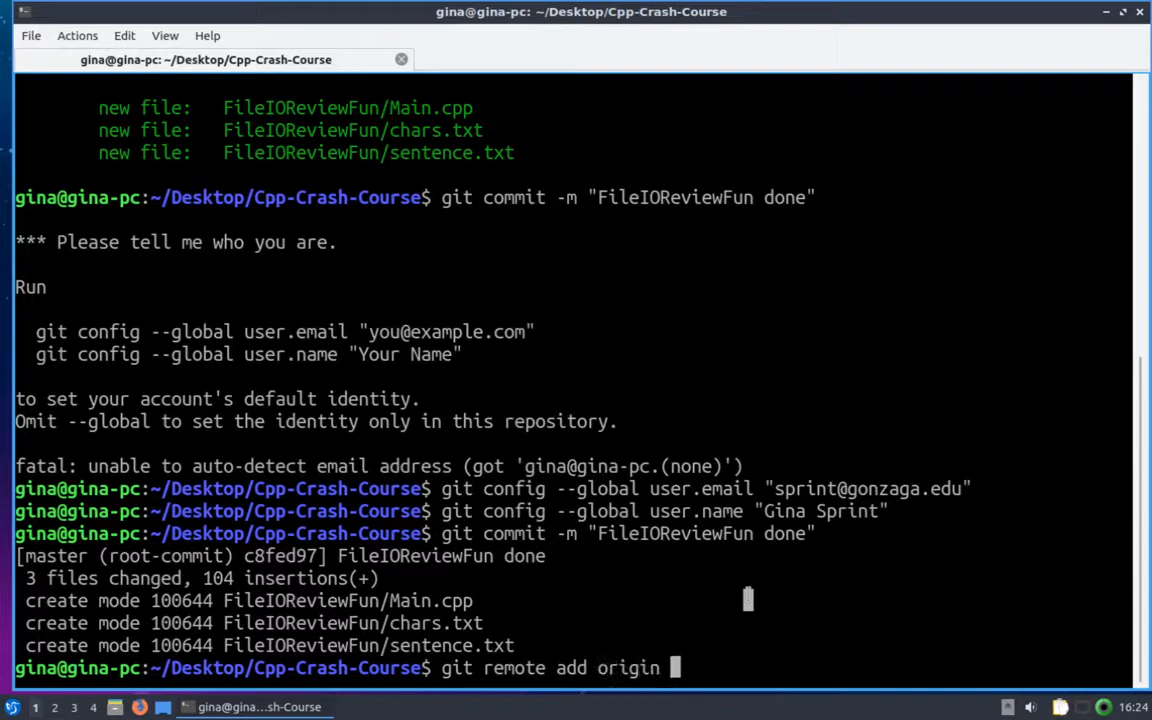 gina@gina-pc: ~/Desktop/Cpp-Crash-Course
File Actions Edit View Help
gina@gina-pc: ~/Desktop/Cpp-Crash-Course
new file: FileIOReviewFun/Main.cpp
new file: FileIOReviewFun/chars.txt
new file: FileIOReviewFun/sentence.txt
gina@gina-pc:~/Desktop/Cpp-Crash-Course$ git commit -m "FileIOReviewFun done"
*** Please tell me who you are.
Run
git config --global user.email "you@example.com"
git config --global user.name "Your Name"
to set your account's default identity.
Omit --global to set the identity only in this repository.
fatal: unable to auto-detect email address (got 'gina@gina-pc.(none)')
gina@gina-pc:~/Desktop/Cpp-Crash-Course$ git config --global user.email "sprint@gonzaga.edu"
gina@gina-pc:~/Desktop/Cpp-Crash-Course$ git config --global user.name "Gina Sprint"
gina@gina-pc:~/Desktop/Cpp-Crash-Course$ git commit -m "FileIOReviewFun done"
[master (root-commit) c8fed97] FileIOReviewFun done
3 files changed, 104 insertions(+)
create mode 100644 FileIOReviewFun/Main.cpp
create mode 100644 FileIOReviewFun/chars.txt
create mode 100644 FileIOReviewFun/sentence.txt
gina@gina-pc:~/Desktop/Cpp-Crash-Course$ git remote add origin
1 2 3 4 gina@gina...sh-Course 16:24